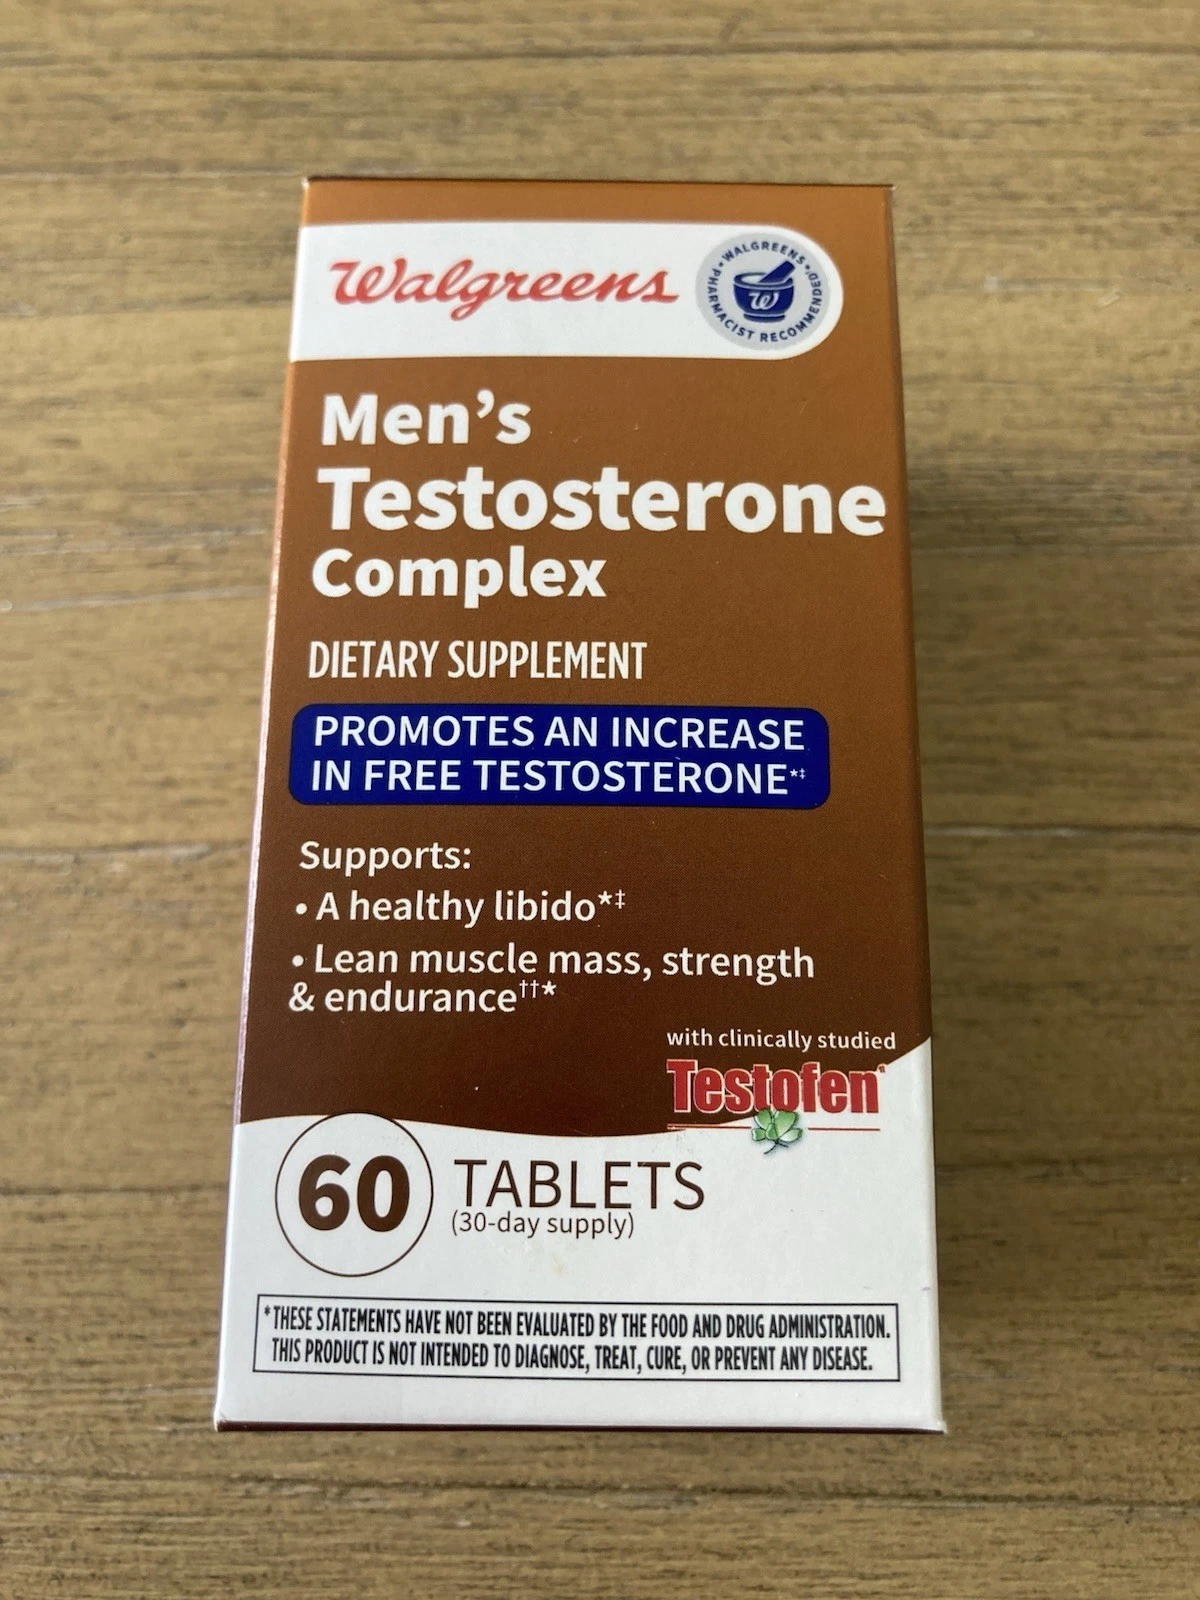 Walgreens
• WALGREENS •
PHARMACIST RECOMMENDED
W
Men's
Testosterone
Complex
DIETARY SUPPLEMENT
PROMOTES AN INCREASE
IN FREE TESTOSTERONE*‡
Supports:
• A healthy libido*‡
• Lean muscle mass, strength
& endurance††*
with clinically studied
Testofen
60 TABLETS
(30-day supply)
*THESE STATEMENTS HAVE NOT BEEN EVALUATED BY THE FOOD AND DRUG ADMINISTRATION.
THIS PRODUCT IS NOT INTENDED TO DIAGNOSE, TREAT, CURE, OR PREVENT ANY DISEASE.